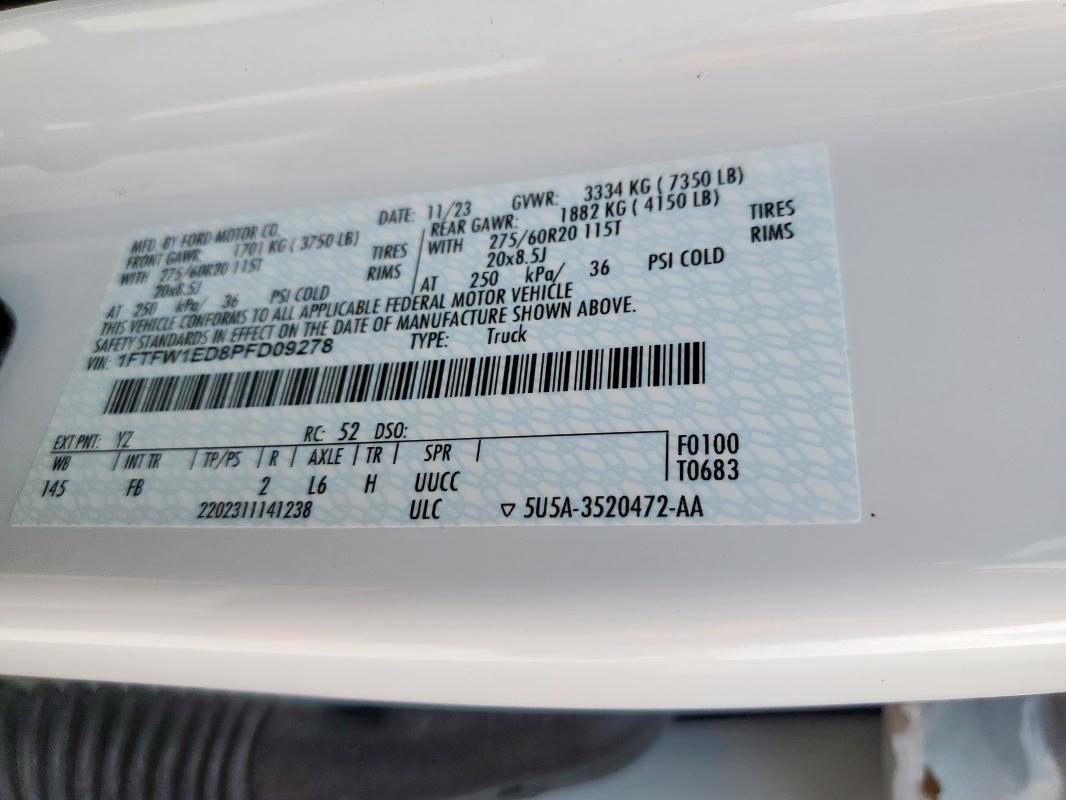 MFD. BY FORD MOTOR CO.
DATE: 11/23 GVWR: 3334 KG ( 7350 LB)
FRONT GAWR: 1701 KG ( 3750 LB)
REAR GAWR: 1882 KG ( 4150 LB)
WITH 275/60R20 115T TIRES
WITH 275/60R20 115T TIRES
20x8.5J RIMS
20x8.5J RIMS
AT 250 kPa/ 36 PSI COLD
AT 250 kPa/ 36 PSI COLD
THIS VEHICLE CONFORMS TO ALL APPLICABLE FEDERAL MOTOR VEHICLE
SAFETY STANDARDS IN EFFECT ON THE DATE OF MANUFACTURE SHOWN ABOVE.
VIN: 1FTFW1ED8PFD09278 TYPE: Truck
EXT PNT: YZ RC: 52 DSO:
WB INT TR TP/PS R AXLE TR SPR
F0100
145 FB 2 L6 H UUCC
T0683
2202311141238 ULC ▽ 5U5A-3520472-AA